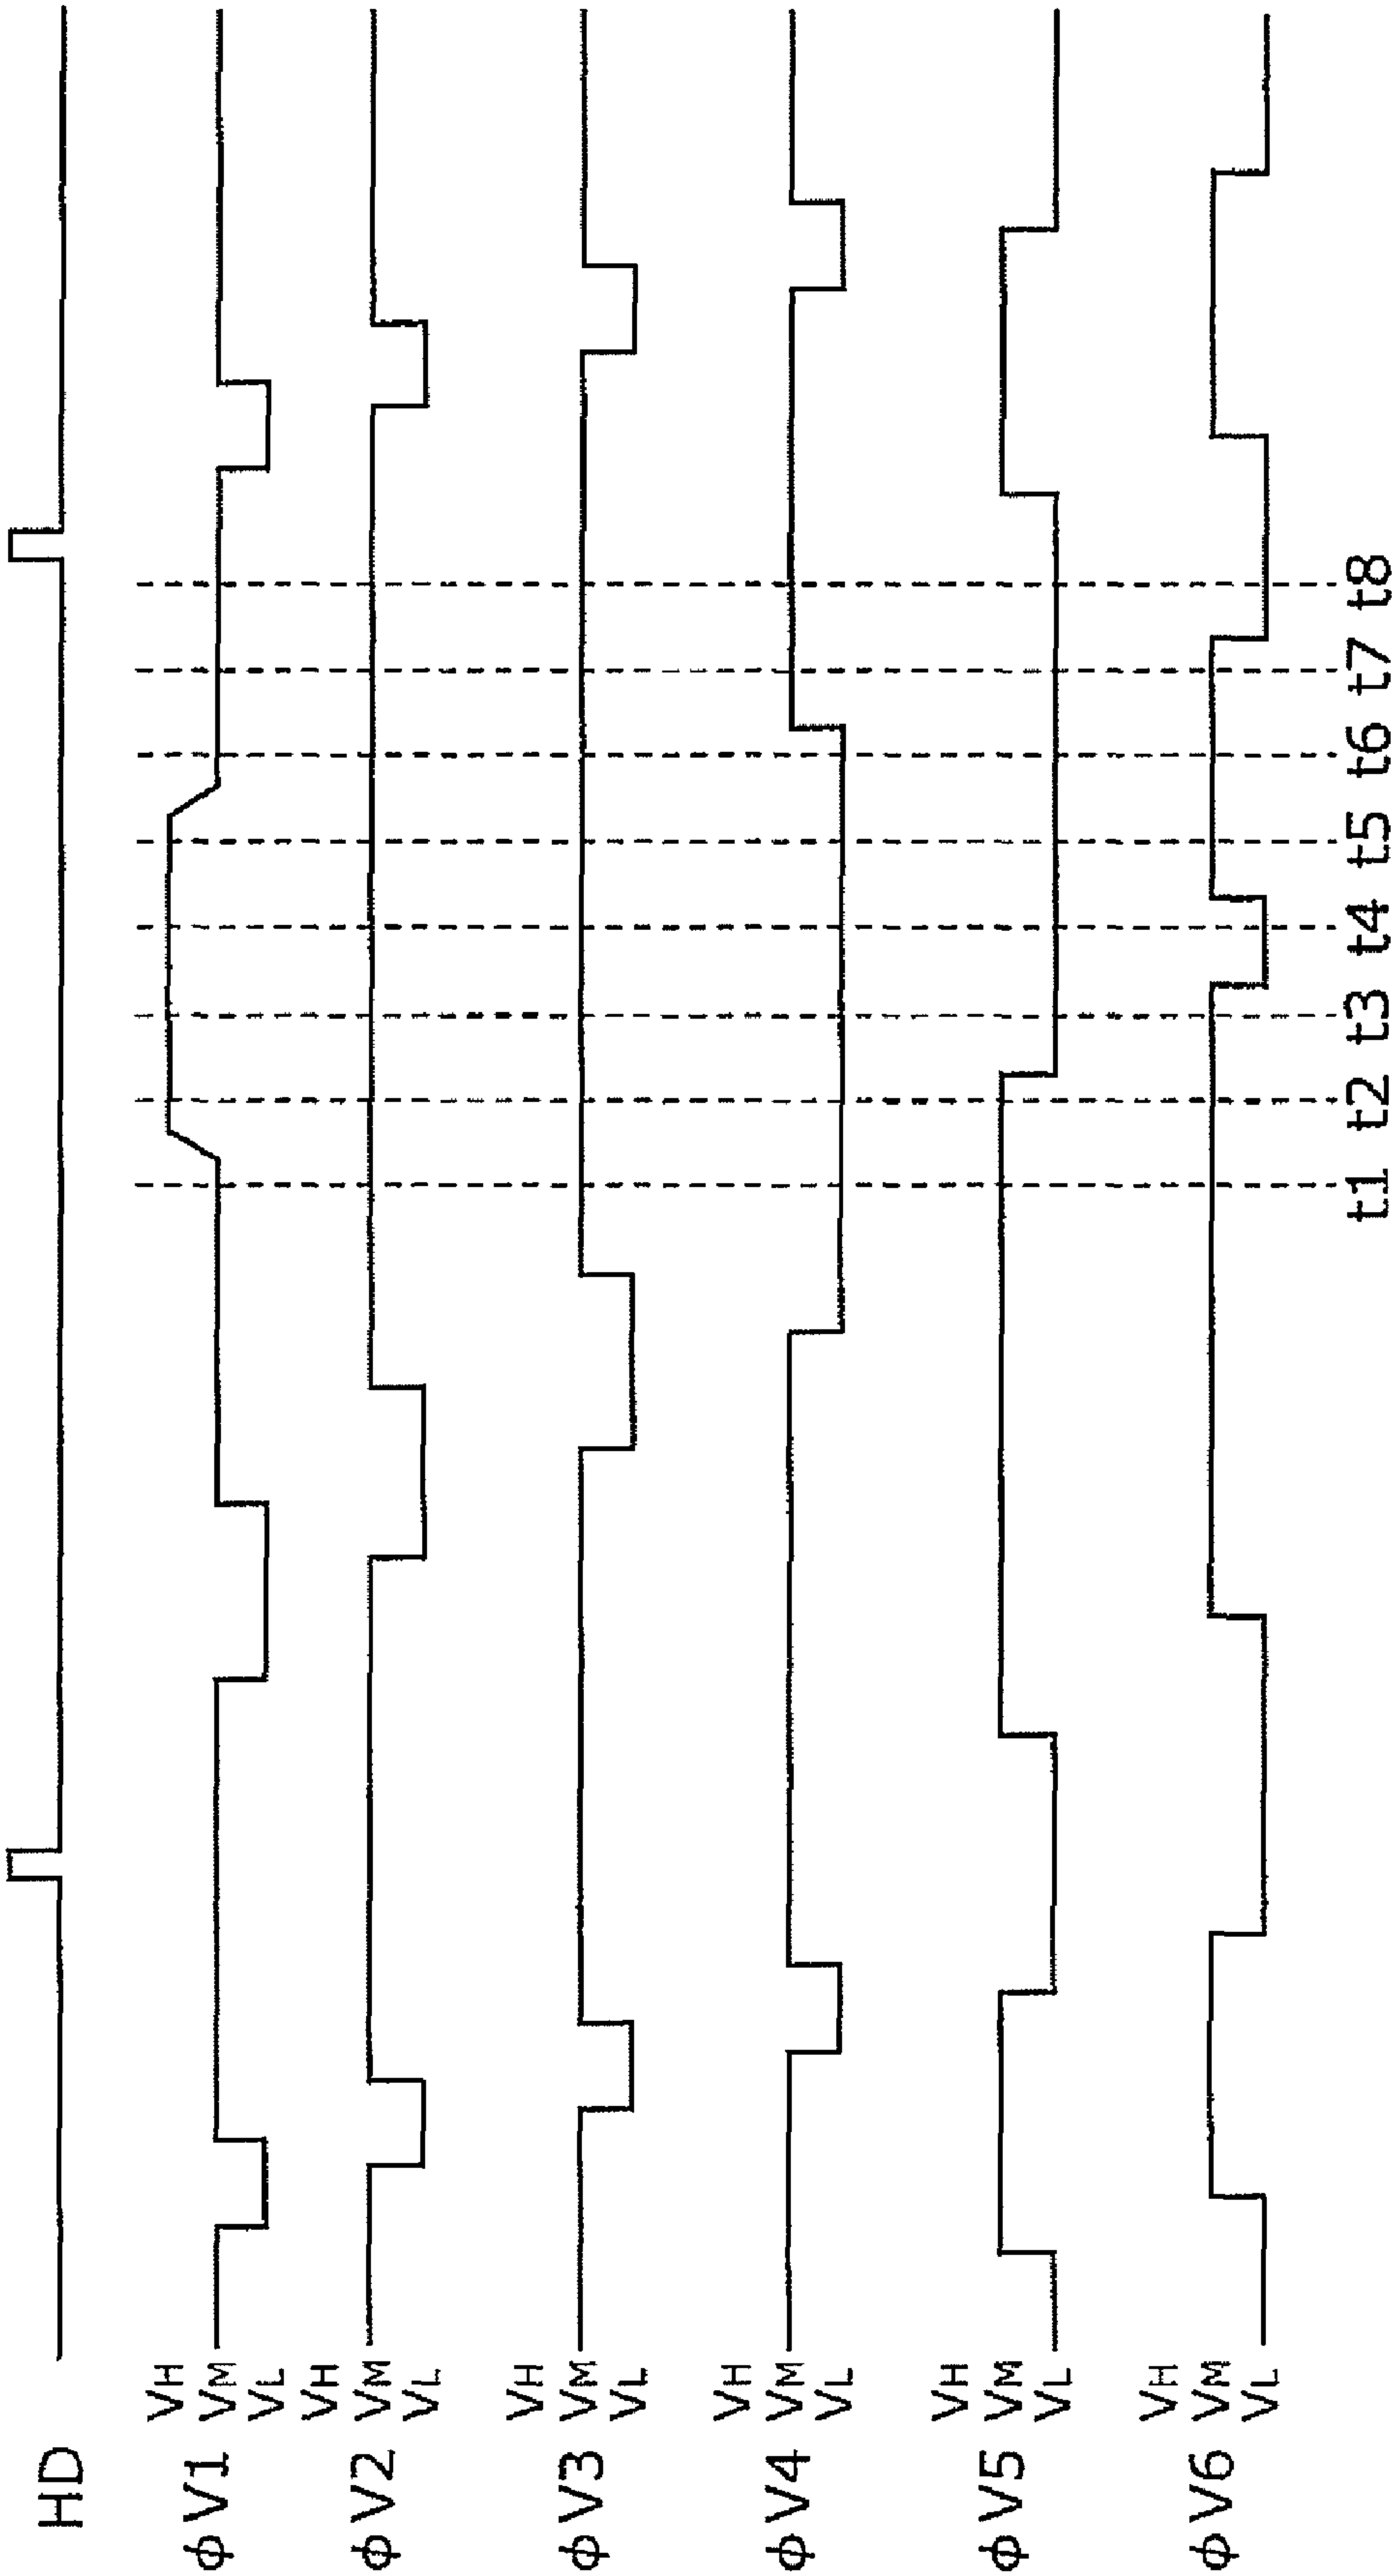 HD
φV1 VH VM VL
φV2 VH VM VL
φV3 VH VM VL
φV4 VH VM VL
φV5 VH VM VL
φV6 VH VM VL
t1 t2 t3 t4 t5 t6 t7 t8